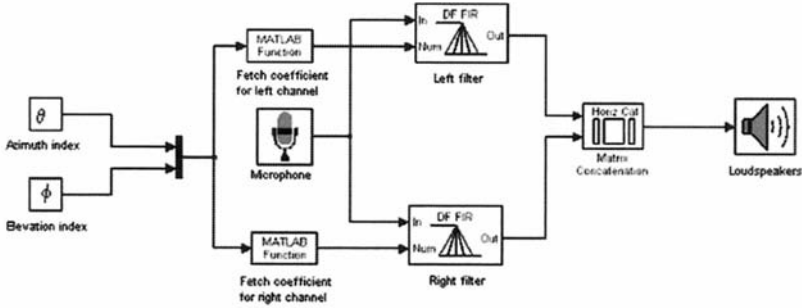 θ
Azimuth index
ϕ
Elevation index
MATLAB
Function
Fetch coefficient
for left channel
Microphone
MATLAB
Function
Fetch coefficient
for right channel
DF FIR
In
Num
Out
Left filter
DF FIR
In
Num
Out
Right filter
Horiz Cat
Matrix
Concatenation
Loudspeakers